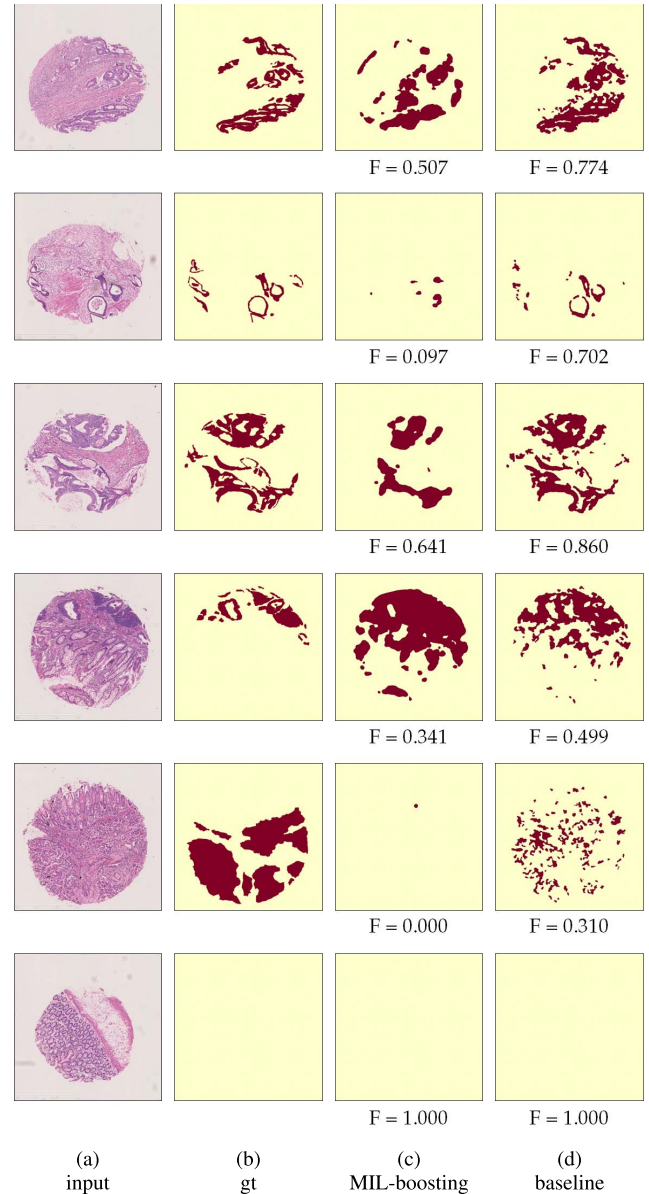 F = 0.507 F = 0.774
F = 0.097 F = 0.702
F = 0.641 F = 0.860
F = 0.341 F = 0.499
F = 0.000 F = 0.310
F = 1.000 F = 1.000
(a) (b) (c) (d)
input gt MIL-boosting baseline